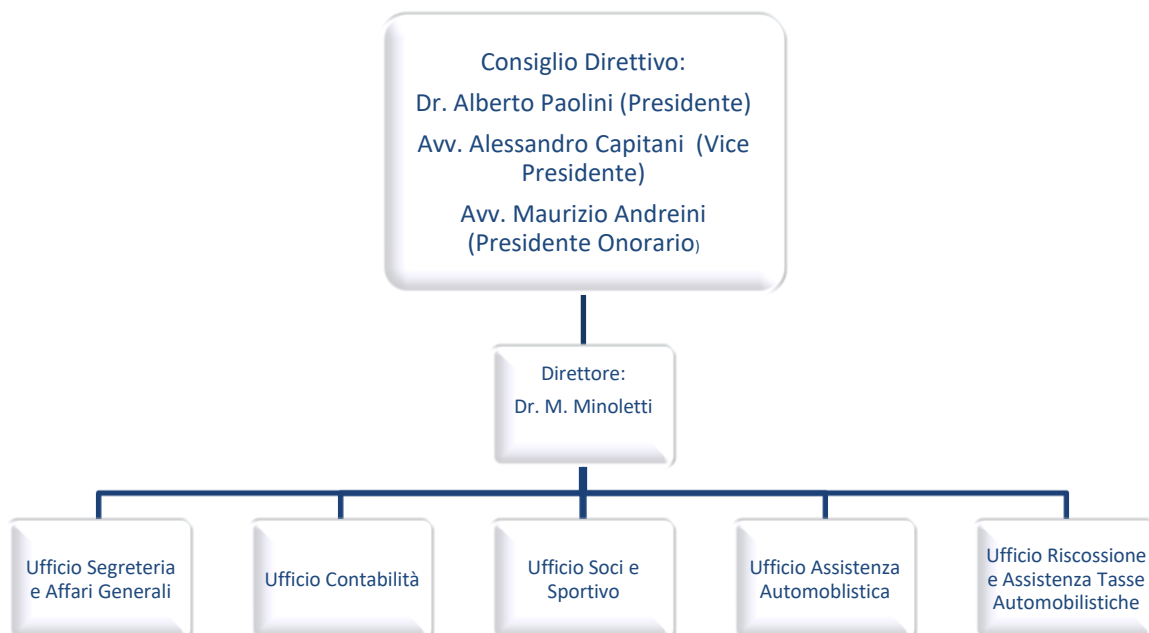 Consiglio Direttivo:
Dr. Alberto Paolini (Presidente)
Avv. Alessandro Capitani (Vice
Presidente)
Avv. Maurizio Andreini
(Presidente Onorario)
Direttore:
Dr. M. Minoletti
Ufficio Segreteria
e Affari Generali
Ufficio Contabilità
Ufficio Soci e
Sportivo
Ufficio Assistenza
Automoblistica
Ufficio Riscossione
e Assistenza Tasse
Automobilistiche